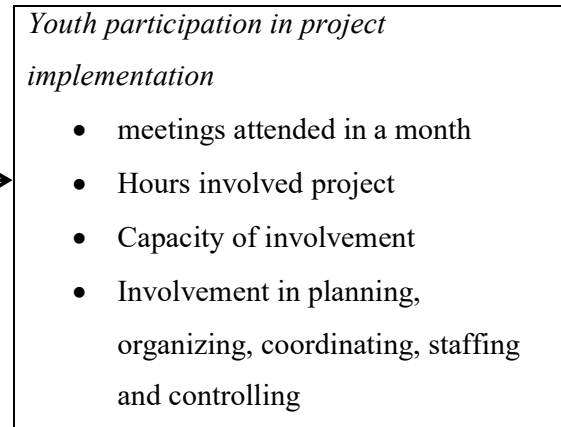 Youth participation in project
implementation
• meetings attended in a month
• Hours involved project
• Capacity of involvement
• Involvement in planning,
organizing, coordinating, staffing
and controlling